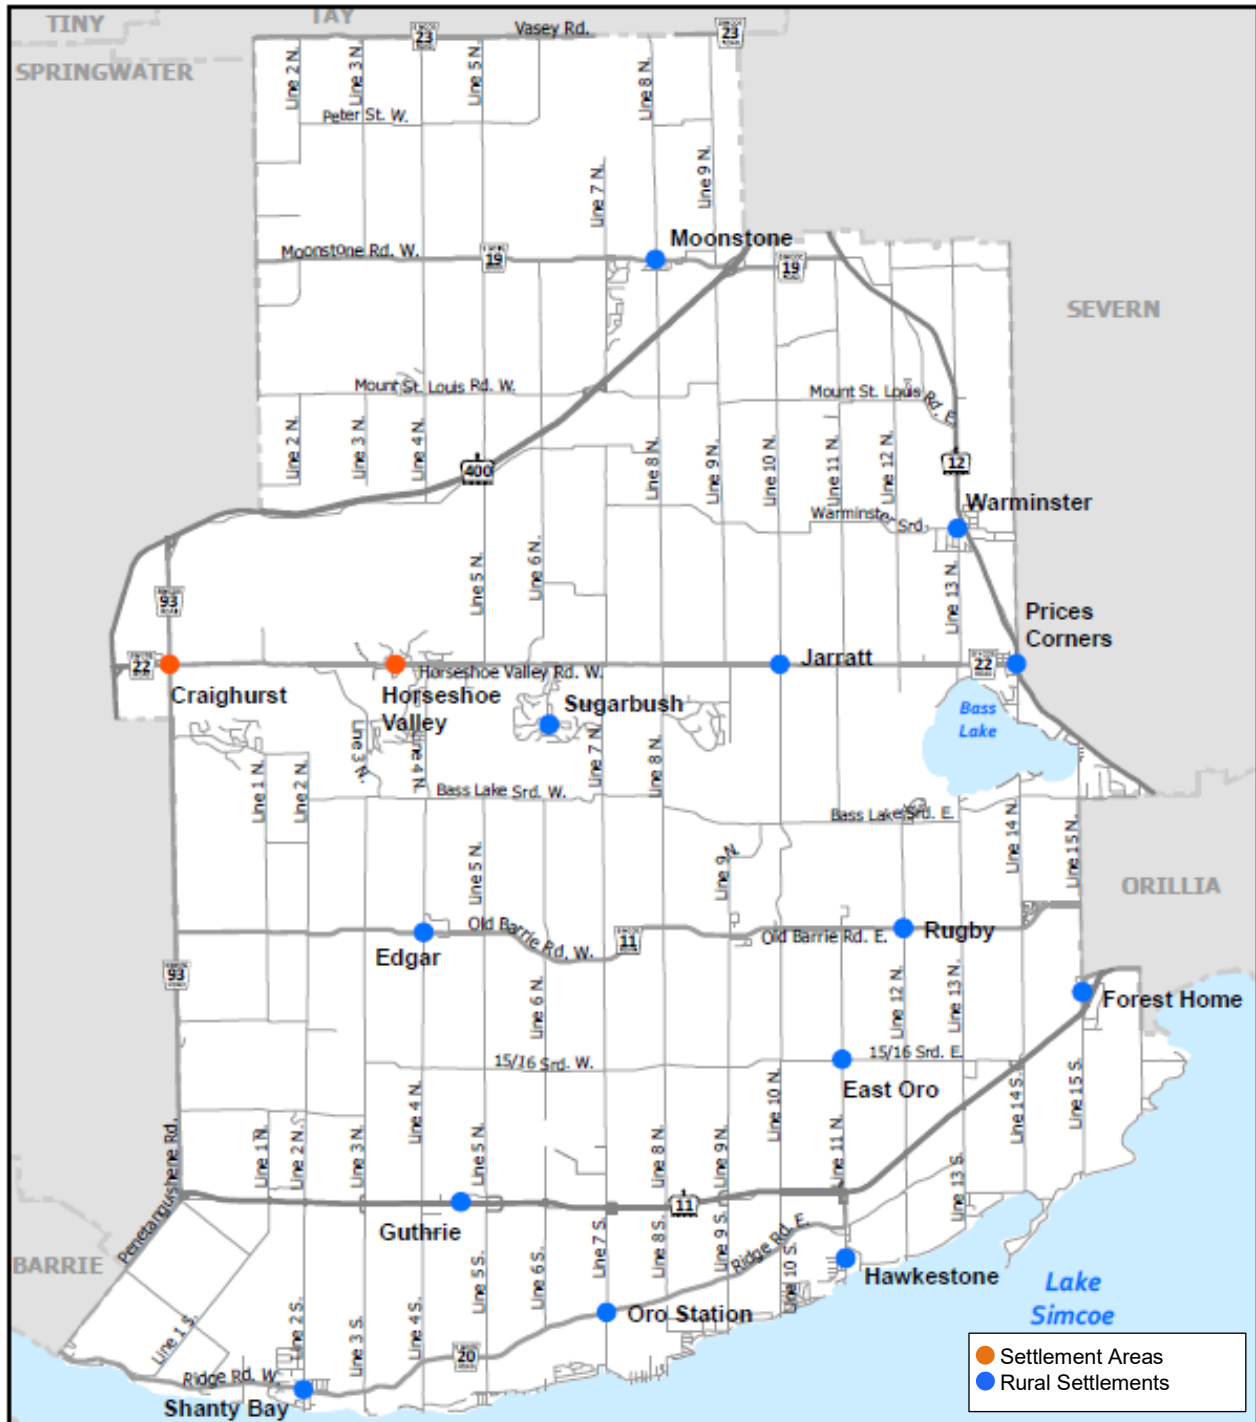 TINY
TAY
SPRINGWATER
23
Vasey Rd.
23
Line 2 N.
Line 3 N.
Line 5 N.
Line 8 N.
Peter St. W.
Line 7 N.
Line 9 N.
Moonstone
Moonstone Rd. W.
19
19
SEVERN
Mount St. Louis Rd. W.
Mount St. Louis Rd. E.
Line 2 N.
Line 3 N.
Line 4 N.
Line 8 N.
Line 9 N.
Line 10 N.
Line 11 N.
Line 12 N.
400
12
Warminster
Warminster Srd.
Line 5 N.
Line 6 N.
Line 13 N.
93
Prices
Corners
22
Jarratt
22
Craighurst
Horseshoe Valley Rd. W.
Horseshoe
Valley
Sugarbush
Bass
Lake
Line 1 N.
Line 2 N.
Line 3 N.
Line 4 N.
Line 7 N.
Line 8 N.
Bass Lake Srd. W.
Bass Lake Srd. E.
Line 14 N.
Line 15 N.
Line 5 N.
Line 9 N.
ORILLIA
Old Barrie Rd. W.
11
Old Barrie Rd. E.
Rugby
Edgar
93
Line 6 N.
Line 12 N.
Line 13 N.
Forest Home
15/16 Srd. W.
15/16 Srd. E.
East Oro
Line 4 N.
Line 10 N.
Line 14 S.
Line 15 S.
Line 1 N.
Line 2 N.
Line 3 N.
Line 5 N.
Line 8 N.
Line 9 N.
Line 11 N.
Line 13 S.
Penetanguishene Rd.
11
Guthrie
BARRIE
Line 5 S.
Line 6 S.
Line 7 S.
Line 8 S.
Line 9 S.
Ridge Rd. E.
Line 10 S.
Hawkestone
Lake
Simcoe
Oro Station
Line 1 S.
Line 2 S.
Line 3 S.
Line 4 S.
20
Ridge Rd. W.
Shanty Bay
Settlement Areas
Rural Settlements